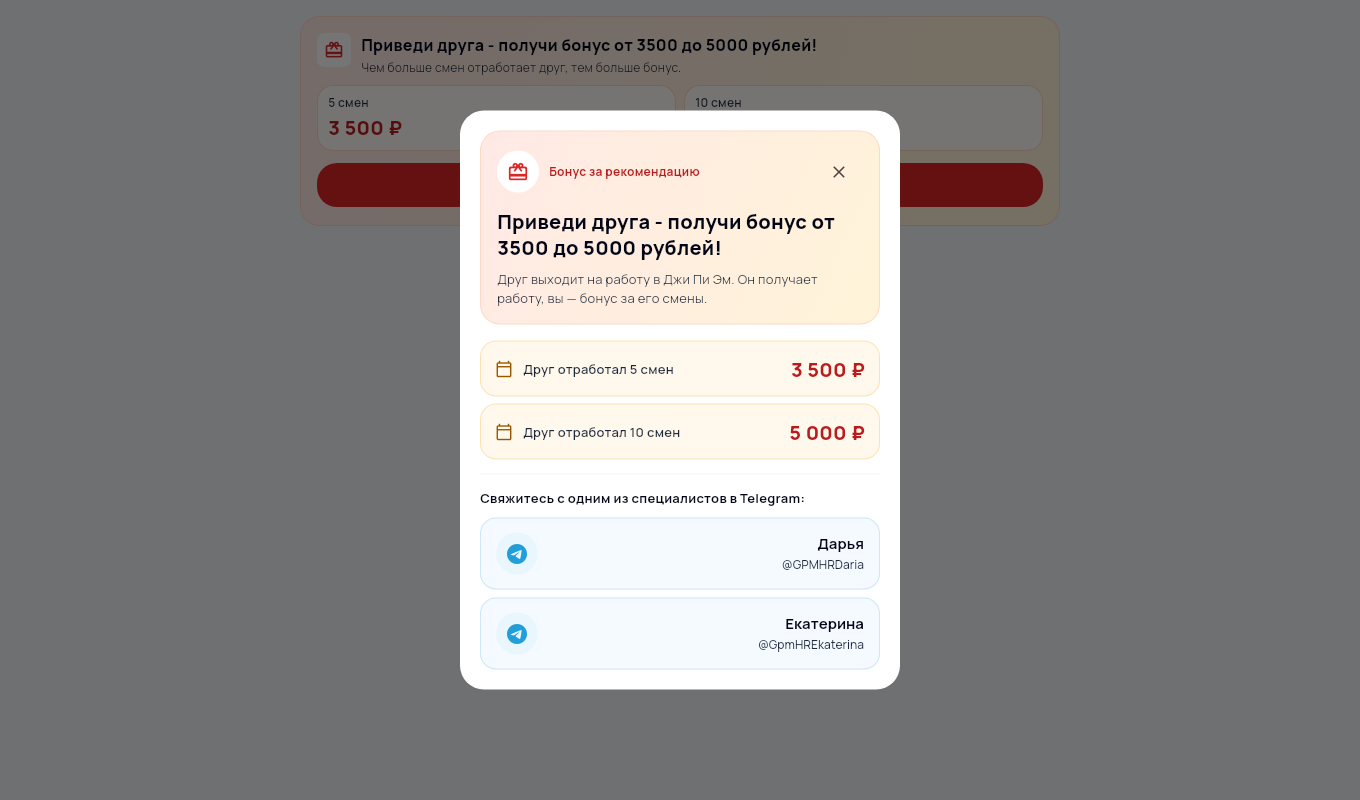 Приведи друга - получи бонус от 3500 до 5000 рублей!
Чем больше смен отработает друг, тем больше бонус.
5 смен
3 500 ₽
10 смен
Бонус за рекомендацию
Приведи друга - получи бонус от
3500 до 5000 рублей!
Друг выходит на работу в Джи Пи Эм. Он получает
работу, вы — бонус за его смены.
Друг отработал 5 смен
3 500 ₽
Друг отработал 10 смен
5 000 ₽
Свяжитесь с одним из специалистов в Telegram:
Дарья
@GPMHRDaria
Екатерина
@GpmHREkaterina